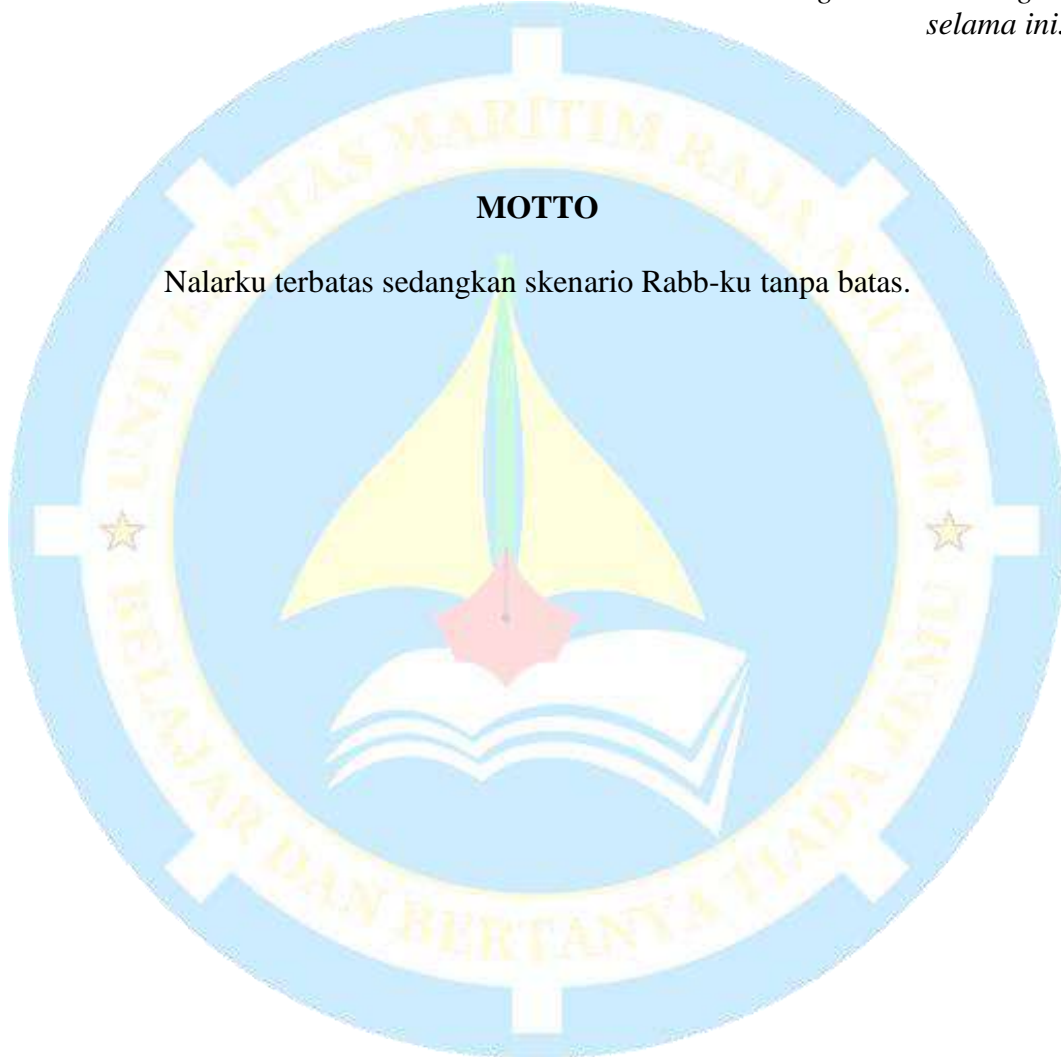 selama ini.
MOTTO
Nalarku terbatas sedangkan skenario Rabb-ku tanpa batas.
UNIVERSITAS MARITIM RAJA ALI HAJI
BELAJAR DAN BERTANYA TIADA JEMU